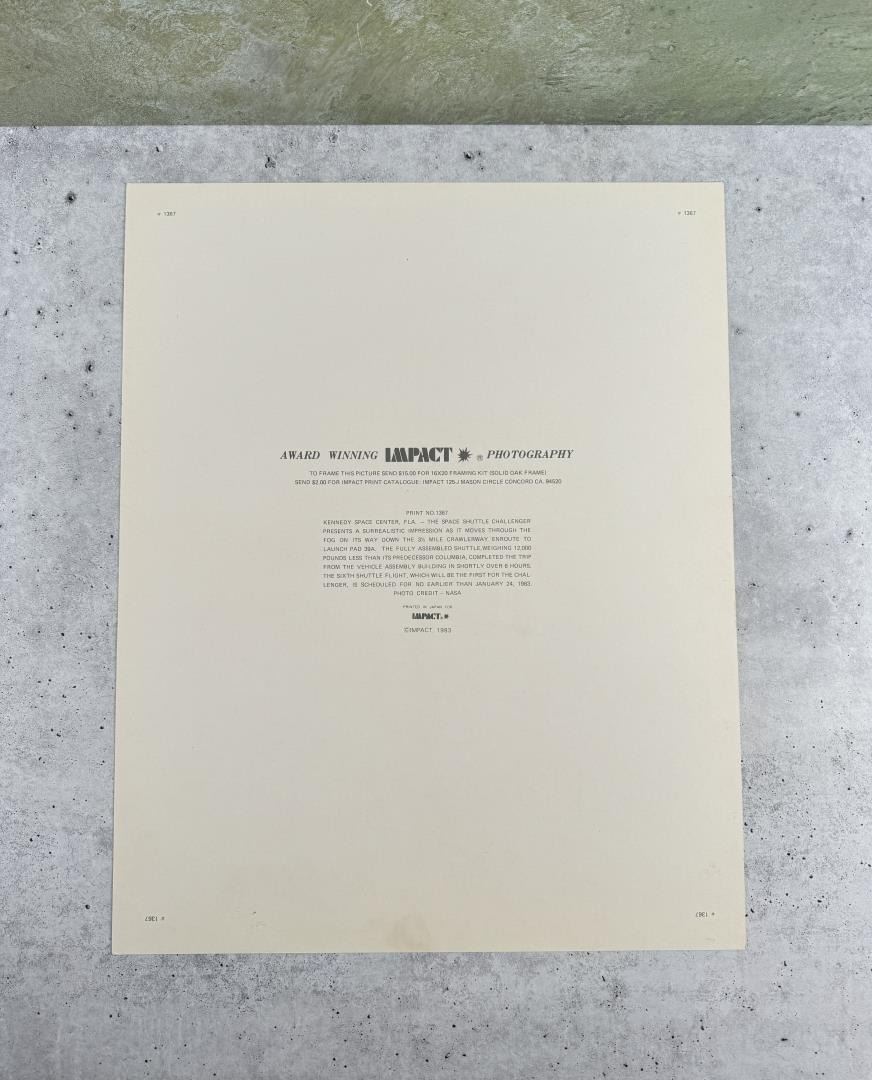 # 1367 # 1367
AWARD WINNING IMPACT ® PHOTOGRAPHY
TO FRAME THIS PICTURE SEND $15.00 FOR 16X20 FRAMING KIT (SOLID OAK FRAME)
SEND $2.00 FOR IMPACT PRINT CATALOGUE: IMPACT 125-J MASON CIRCLE CONCORD CA. 94520
PRINT NO.1367
KENNEDY SPACE CENTER, FLA. – THE SPACE SHUTTLE CHALLENGER
PRESENTS A SURREALISTIC IMPRESSION AS IT MOVES THROUGH THE
FOG ON ITS WAY DOWN THE 3½ MILE CRAWLERWAY ENROUTE TO
LAUNCH PAD 39A. THE FULLY ASSEMBLED SHUTTLE, WEIGHING 12,000
POUNDS LESS THAN ITS PREDECESSOR COLUMBIA, COMPLETED THE TRIP
FROM THE VEHICLE ASSEMBLY BUILDING IN SHORTLY OVER 6 HOURS.
THE SIXTH SHUTTLE FLIGHT, WHICH WILL BE THE FIRST FOR THE CHAL-
LENGER, IS SCHEDULED FOR NO EARLIER THAN JANUARY 24, 1983.
PHOTO CREDIT – NASA
PRINTED IN JAPAN FOR
IMPACT®
©IMPACT, 1983
# 1367 # 1367